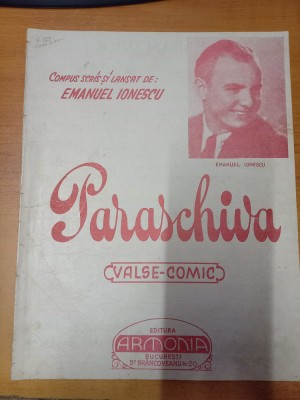 COMPUS SCRIS ȘI LANSAT DE:
EMANUEL IONESCU
EMANUEL IONESCU
Paraschiva
VALSE-COMIC
EDITURA
ARMONIA
BUCUREȘTI